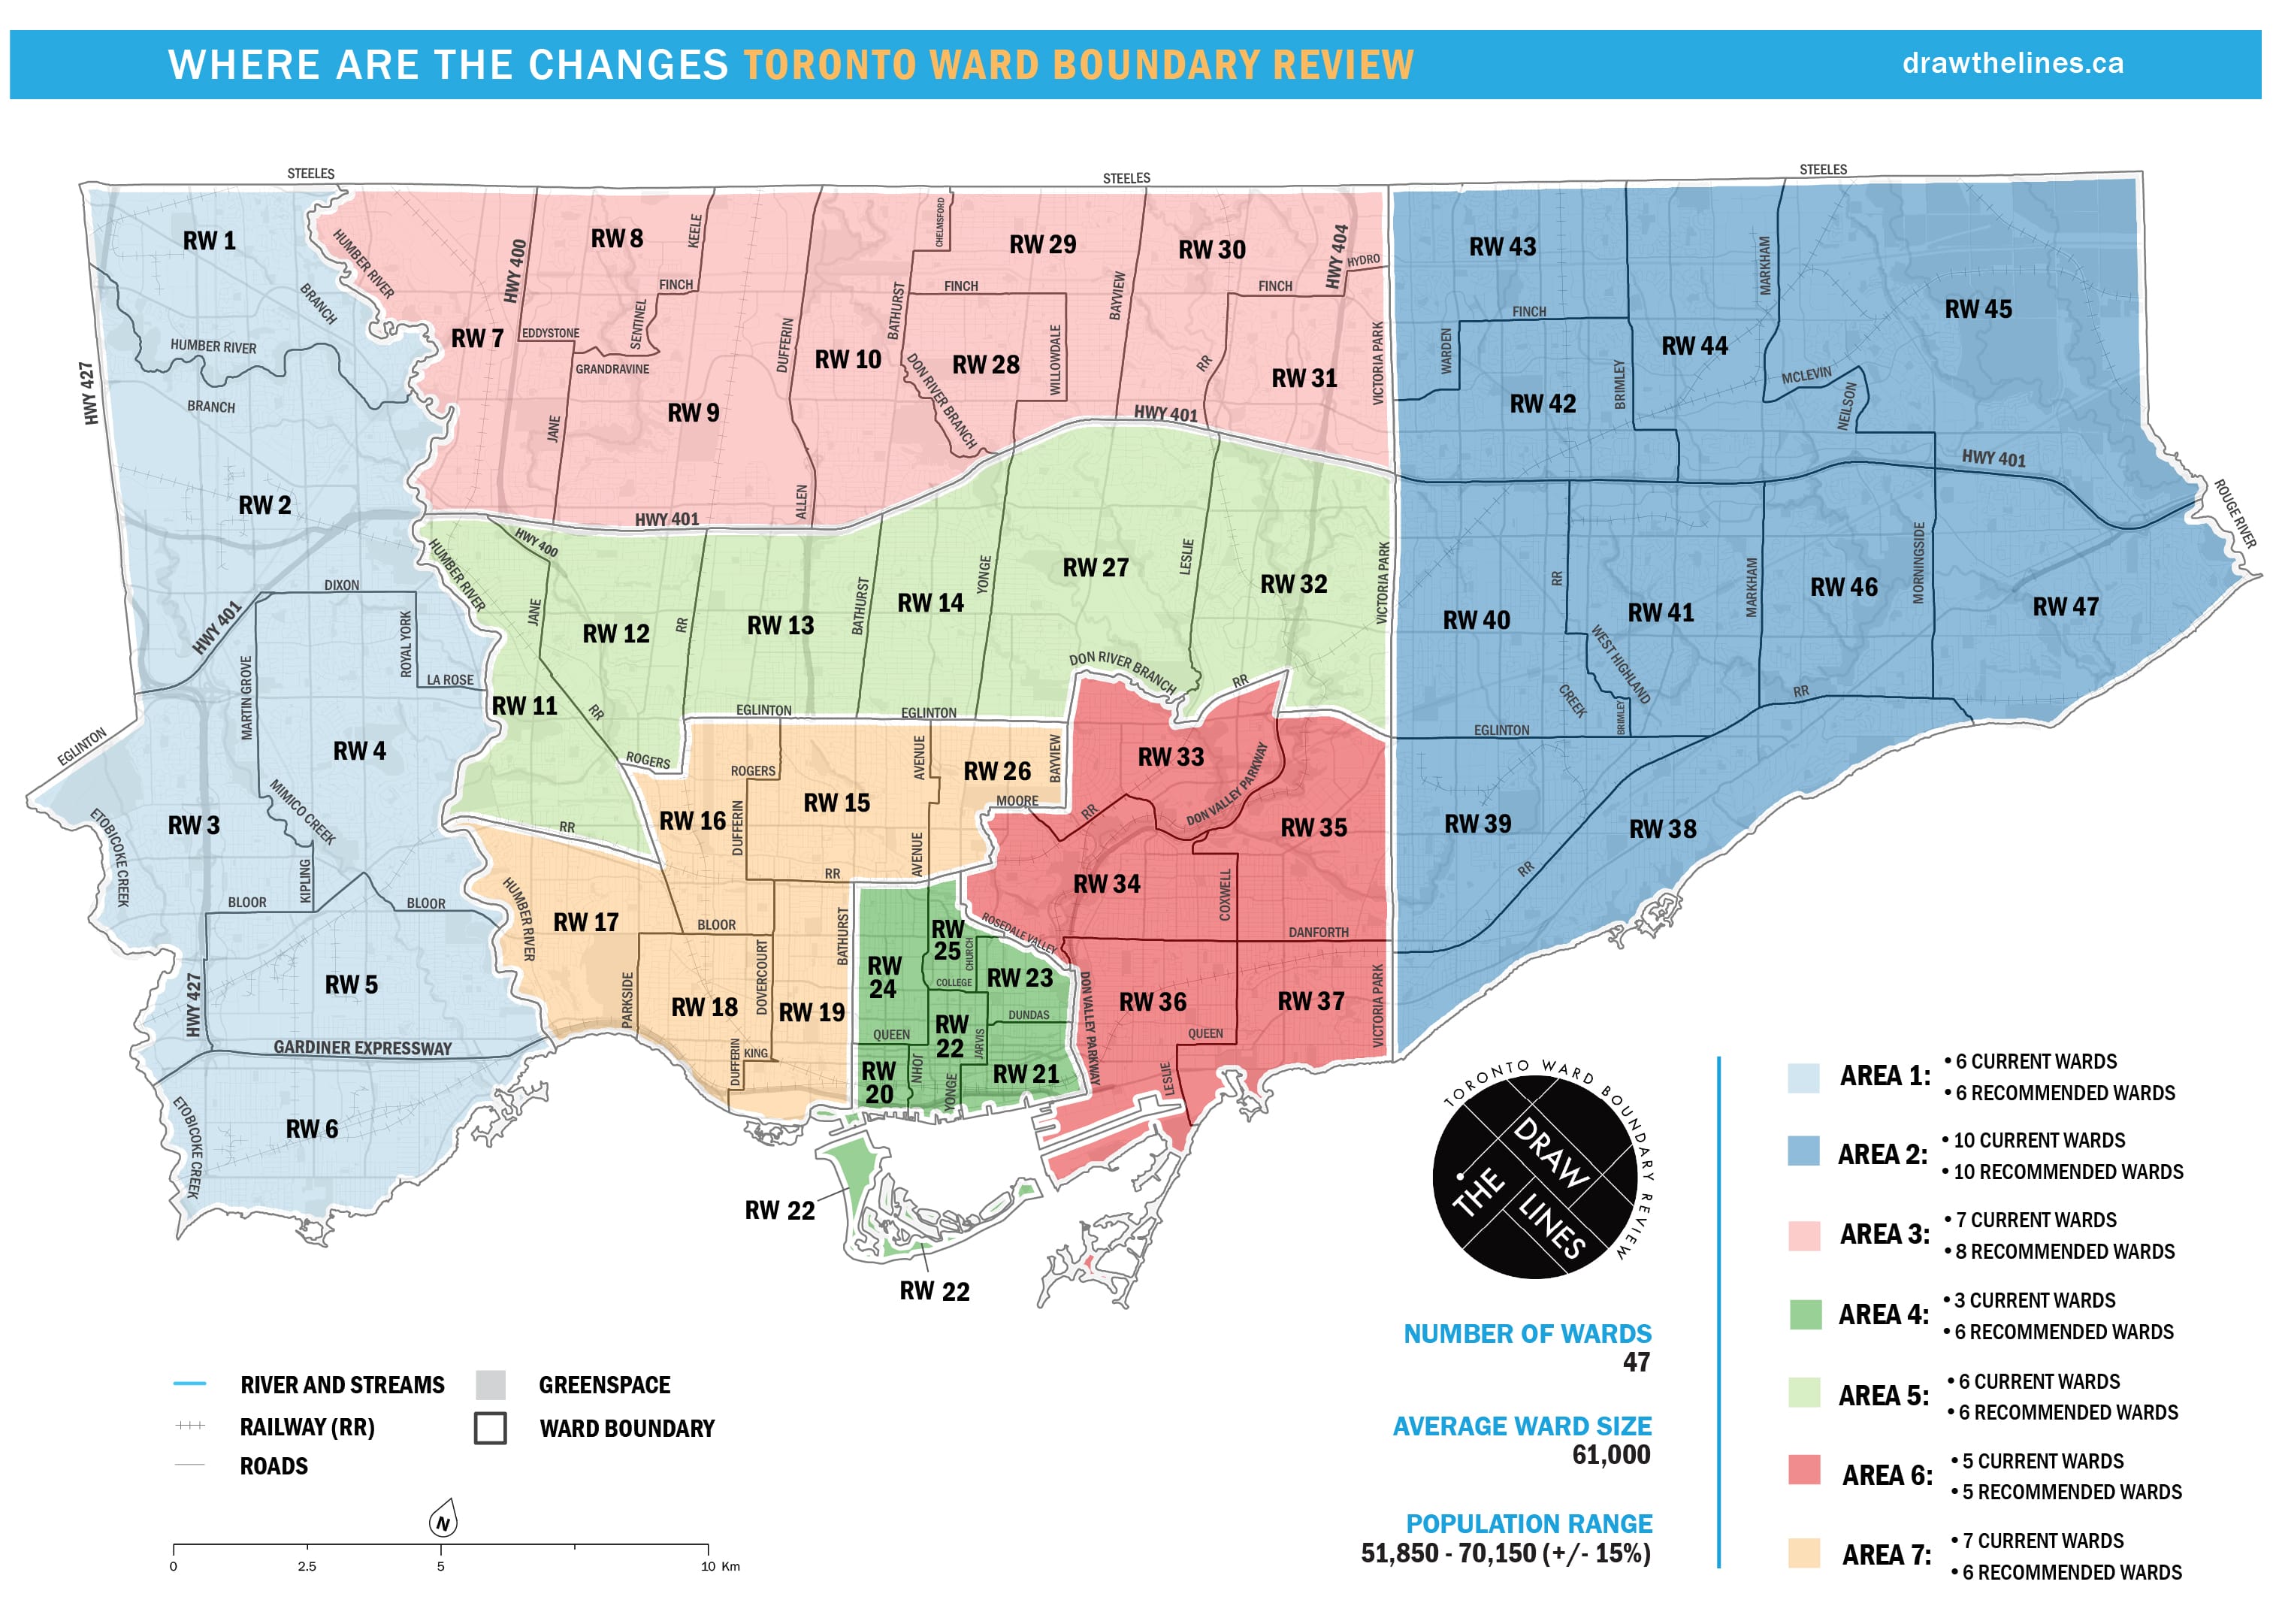 WHERE ARE THE CHANGES TORONTO WARD BOUNDARY REVIEW
drawthelines.ca
STEELES
STEELES
STEELES
RW 1
HUMBER RIVER
BRANCH
HUMBER RIVER
BRANCH
HWY 427
RW 2
DIXON
HWY 401
ROYAL YORK
LA ROSE
MARTIN GROVE
EGLINTON
RW 4
MIMICO CREEK
RW 3
ETOBICOKE CREEK
KIPLING
BLOOR
BLOOR
HWY 427
RW 5
GARDINER EXPRESSWAY
RW 6
ETOBICOKE CREEK
RW 7
HWY 400
RW 8
KEELE
FINCH
SENTINEL
EDDYSTONE
GRANDRAVINE
JANE
RW 9
DUFFERIN
ALLEN
HWY 401
RW 10
BATHURST
CHELMSFORD
RW 29
FINCH
RW 28
WILLOWDALE
DON RIVER BRANCH
BAYVIEW
RW 30
HWY 404
HYDRO
FINCH
RR
RW 31
VICTORIA PARK
HWY 401
HUMBER RIVER
HWY 400
JANE
RW 11
RR
ROGERS
RR
RW 12
RR
RW 13
BATHURST
RW 14
YONGE
RW 27
LESLIE
RW 32
VICTORIA PARK
DON RIVER BRANCH
RR
EGLINTON
EGLINTON
ROGERS
AVENUE
RW 26
BAYVIEW
MOORE
RW 16
DUFFERIN
RW 15
AVENUE
RR
HUMBER RIVER
RW 17
BLOOR
PARKSIDE
RW 18
DOVERCOURT
RW 19
BATHURST
DUFFERIN
KING
RW
25
CHURCH
RW
24
COLLEGE
RW 23
QUEEN
RW
22
JARVIS
DUNDAS
RW
20
JOHN
YONGE
RW 21
RW 22
RW 22
RW 33
RR
DON VALLEY PARKWAY
RW 35
RW 34
COXWELL
ROSEDALE VALLEY
DANFORTH
DON VALLEY PARKWAY
RW 36
RW 37
QUEEN
LESLIE
VICTORIA PARK
RW 43
FINCH
WARDEN
RW 42
BRIMLEY
RW 44
MARKHAM
MCLEVIN
NEILSON
RW 45
HWY 401
ROUGE RIVER
RW 40
RR
RW 41
WEST HIGHLAND
CREEK
BRIMLEY
MARKHAM
RW 46
MORNINGSIDE
RW 47
RR
EGLINTON
RW 39
RW 38
RR
TORONTO WARD BOUNDARY REVIEW
DRAW
THE
LINES
NUMBER OF WARDS
47
AVERAGE WARD SIZE
61,000
POPULATION RANGE
51,850 - 70,150 (+/- 15%)
AREA 1:
• 6 CURRENT WARDS
• 6 RECOMMENDED WARDS
AREA 2:
• 10 CURRENT WARDS
• 10 RECOMMENDED WARDS
AREA 3:
• 7 CURRENT WARDS
• 8 RECOMMENDED WARDS
AREA 4:
• 3 CURRENT WARDS
• 6 RECOMMENDED WARDS
AREA 5:
• 6 CURRENT WARDS
• 6 RECOMMENDED WARDS
AREA 6:
• 5 CURRENT WARDS
• 5 RECOMMENDED WARDS
AREA 7:
• 7 CURRENT WARDS
• 6 RECOMMENDED WARDS
RIVER AND STREAMS
GREENSPACE
RAILWAY (RR)
WARD BOUNDARY
ROADS
N
0 2.5 5 10 Km